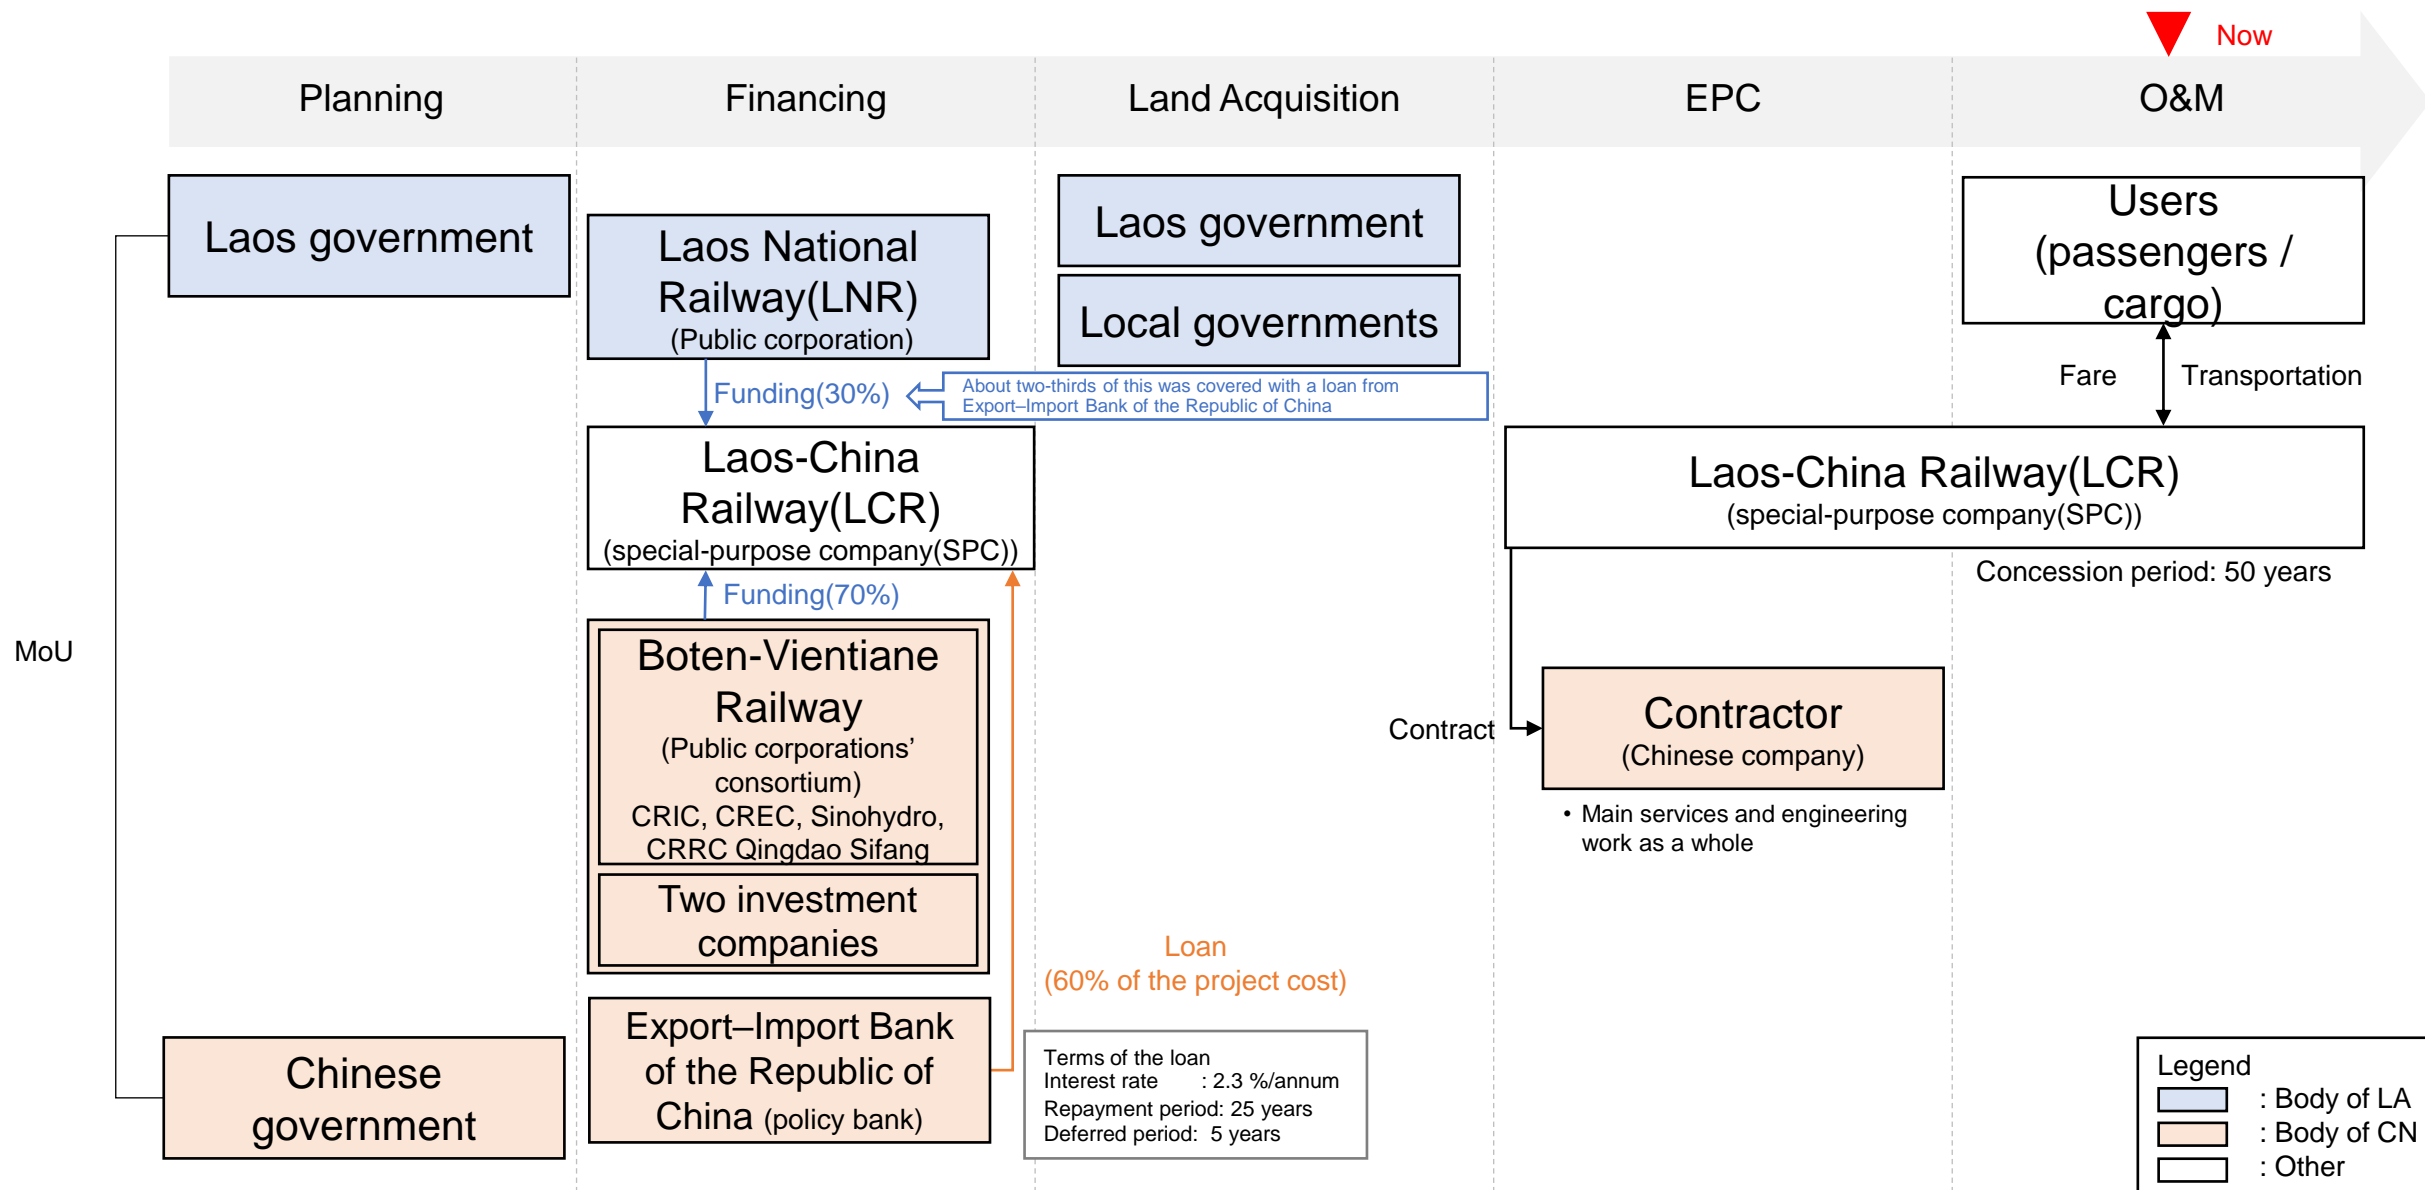 Now
Planning
Financing
Land Acquisition
EPC
O&M
Laos government
Laos National
Railway(LNR)
(Public corporation)
Laos government
Local governments
Users
(passengers /
cargo)
Funding(30%)
About two-thirds of this was covered with a loan from
Export–Import Bank of the Republic of China
Fare
Transportation
Laos-China
Railway(LCR)
(special-purpose company(SPC))
Laos-China Railway(LCR)
(special-purpose company(SPC))
Funding(70%)
Concession period: 50 years
MoU
Boten-Vientiane
Railway
(Public corporations’
consortium)
CRIC, CREC, Sinohydro,
CRRC Qingdao Sifang
Two investment
companies
Contract
Contractor
(Chinese company)
• Main services and engineering
work as a whole
Loan
(60% of the project cost)
Chinese
government
Export–Import Bank
of the Republic of
China (policy bank)
Terms of the loan
Interest rate : 2.3 %/annum
Repayment period: 25 years
Deferred period: 5 years
Legend
: Body of LA
: Body of CN
: Other